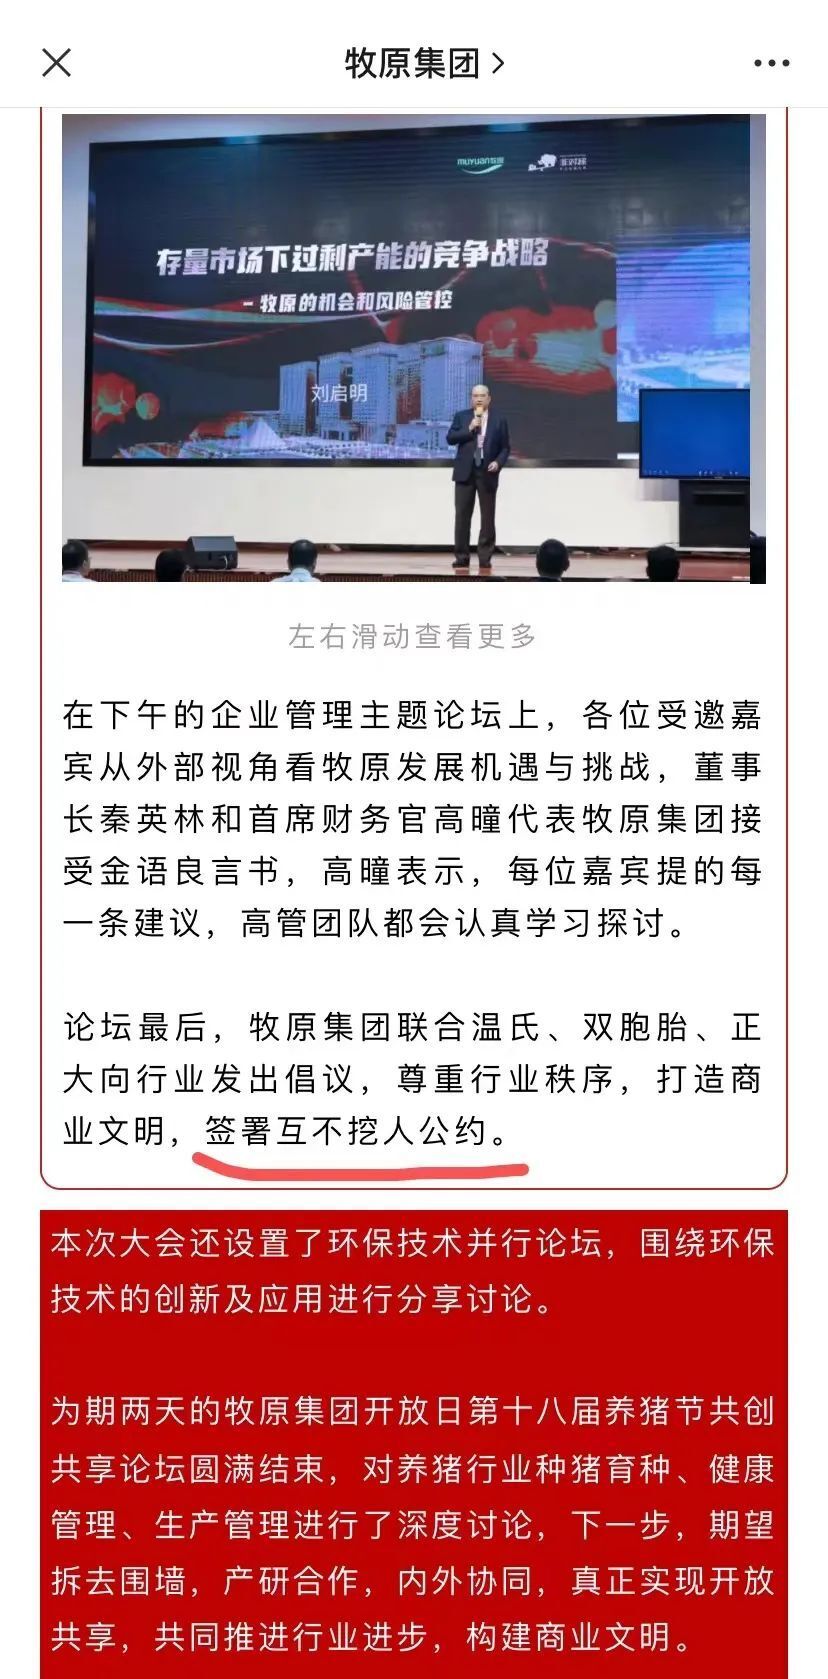 牧原集团
muyuan牧原
存量市场下过剩产能的竞争战略
-牧原的机会和风险管控
刘启明
左右滑动查看更多
在下午的企业管理主题论坛上，各位受邀嘉
宾从外部视角看牧原发展机遇与挑战，董事
长秦英林和首席财务官高曈代表牧原集团接
受金语良言书，高曈表示，每位嘉宾提的每
一条建议，高管团队都会认真学习探讨。
论坛最后，牧原集团联合温氏、双胞胎、正
大向行业发出倡议，尊重行业秩序，打造商
业文明，签署互不挖人公约。
本次大会还设置了环保技术并行论坛，围绕环保
技术的创新及应用进行分享讨论。
为期两天的牧原集团开放日第十八届养猪节共创
共享论坛圆满结束，对养猪行业种猪育种、健康
管理、生产管理进行了深度讨论，下一步，期望
拆去围墙，产研合作，内外协同，真正实现开放
共享，共同推进行业进步，构建商业文明。